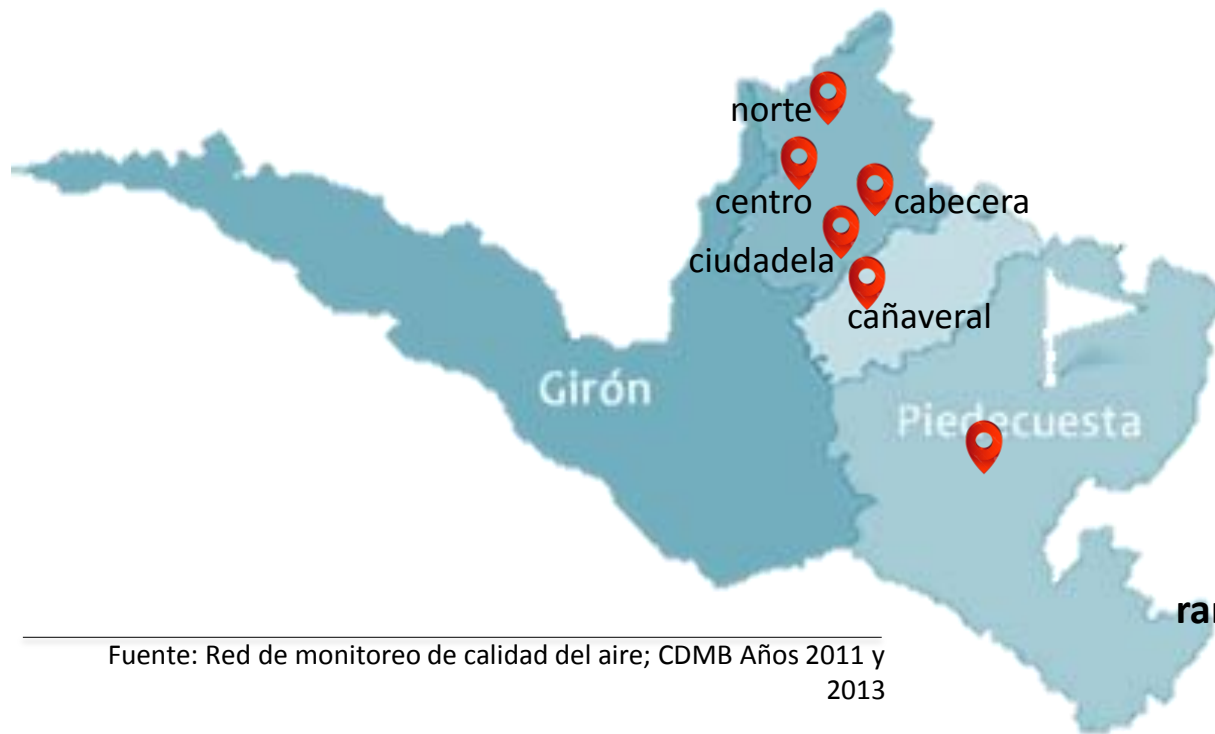 norte
centro
cabecera
ciudadela
cañaveral
Girón
Piedecuesta
Fuente: Red de monitoreo de calidad del aire; CDMB Años 2011 y
2013